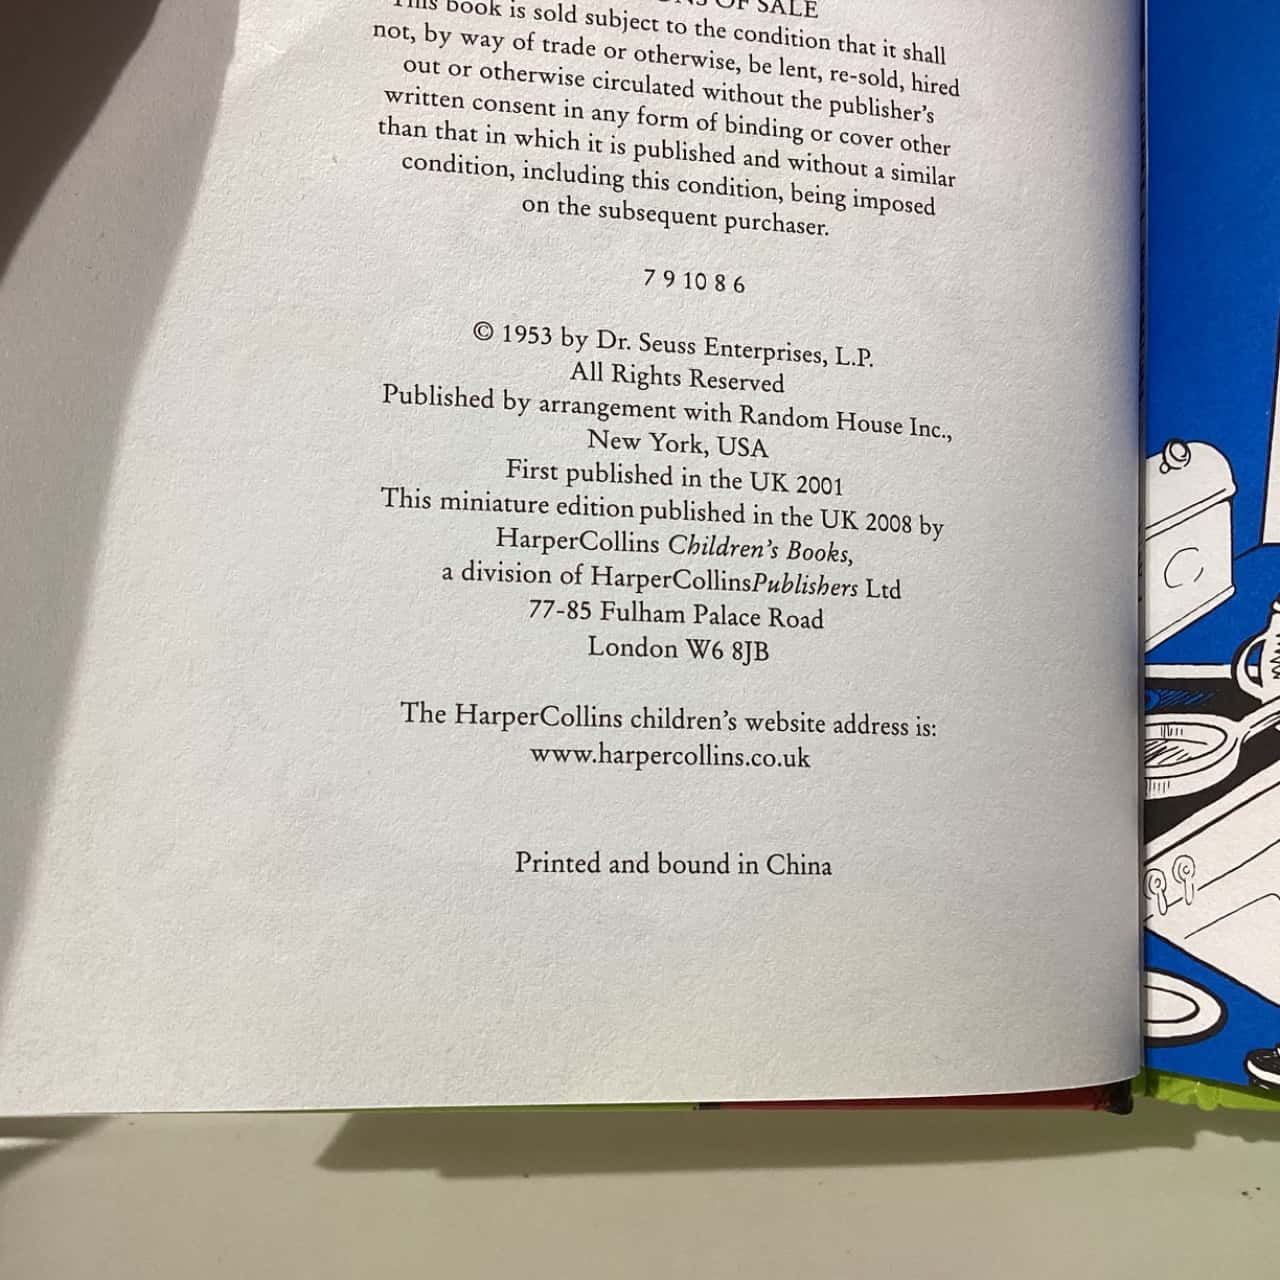 OF SALE
This book is sold subject to the condition that it shall
not, by way of trade or otherwise, be lent, re-sold, hired
out or otherwise circulated without the publisher's
written consent in any form of binding or cover other
than that in which it is published and without a similar
condition, including this condition, being imposed
on the subsequent purchaser.
7 9 10 8 6
© 1953 by Dr. Seuss Enterprises, L.P.
All Rights Reserved
Published by arrangement with Random House Inc.,
New York, USA
First published in the UK 2001
This miniature edition published in the UK 2008 by
HarperCollins Children's Books,
a division of HarperCollinsPublishers Ltd
77-85 Fulham Palace Road
London W6 8JB
The HarperCollins children's website address is:
www.harpercollins.co.uk
Printed and bound in China